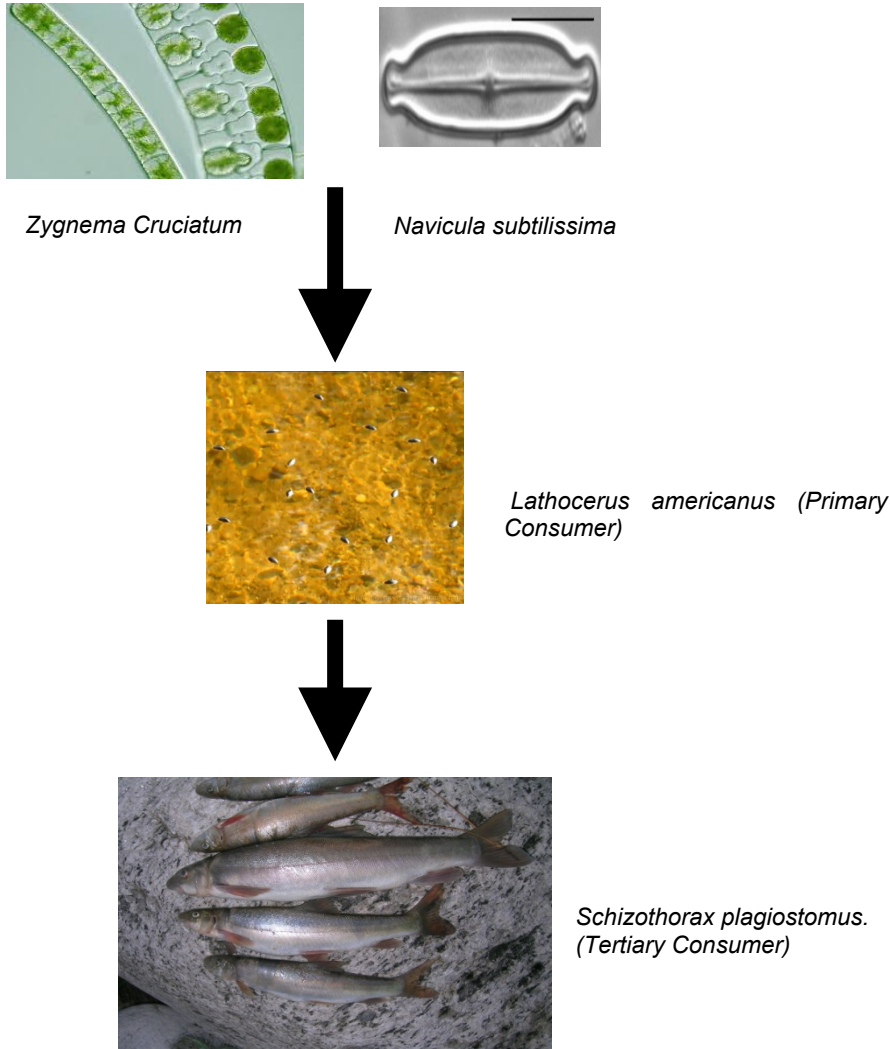 Zygnema Cruciatum
Navicula subtilissima
Lathocerus americanus (Primary
Consumer)
Schizothorax plagiostomus.
(Tertiary Consumer)